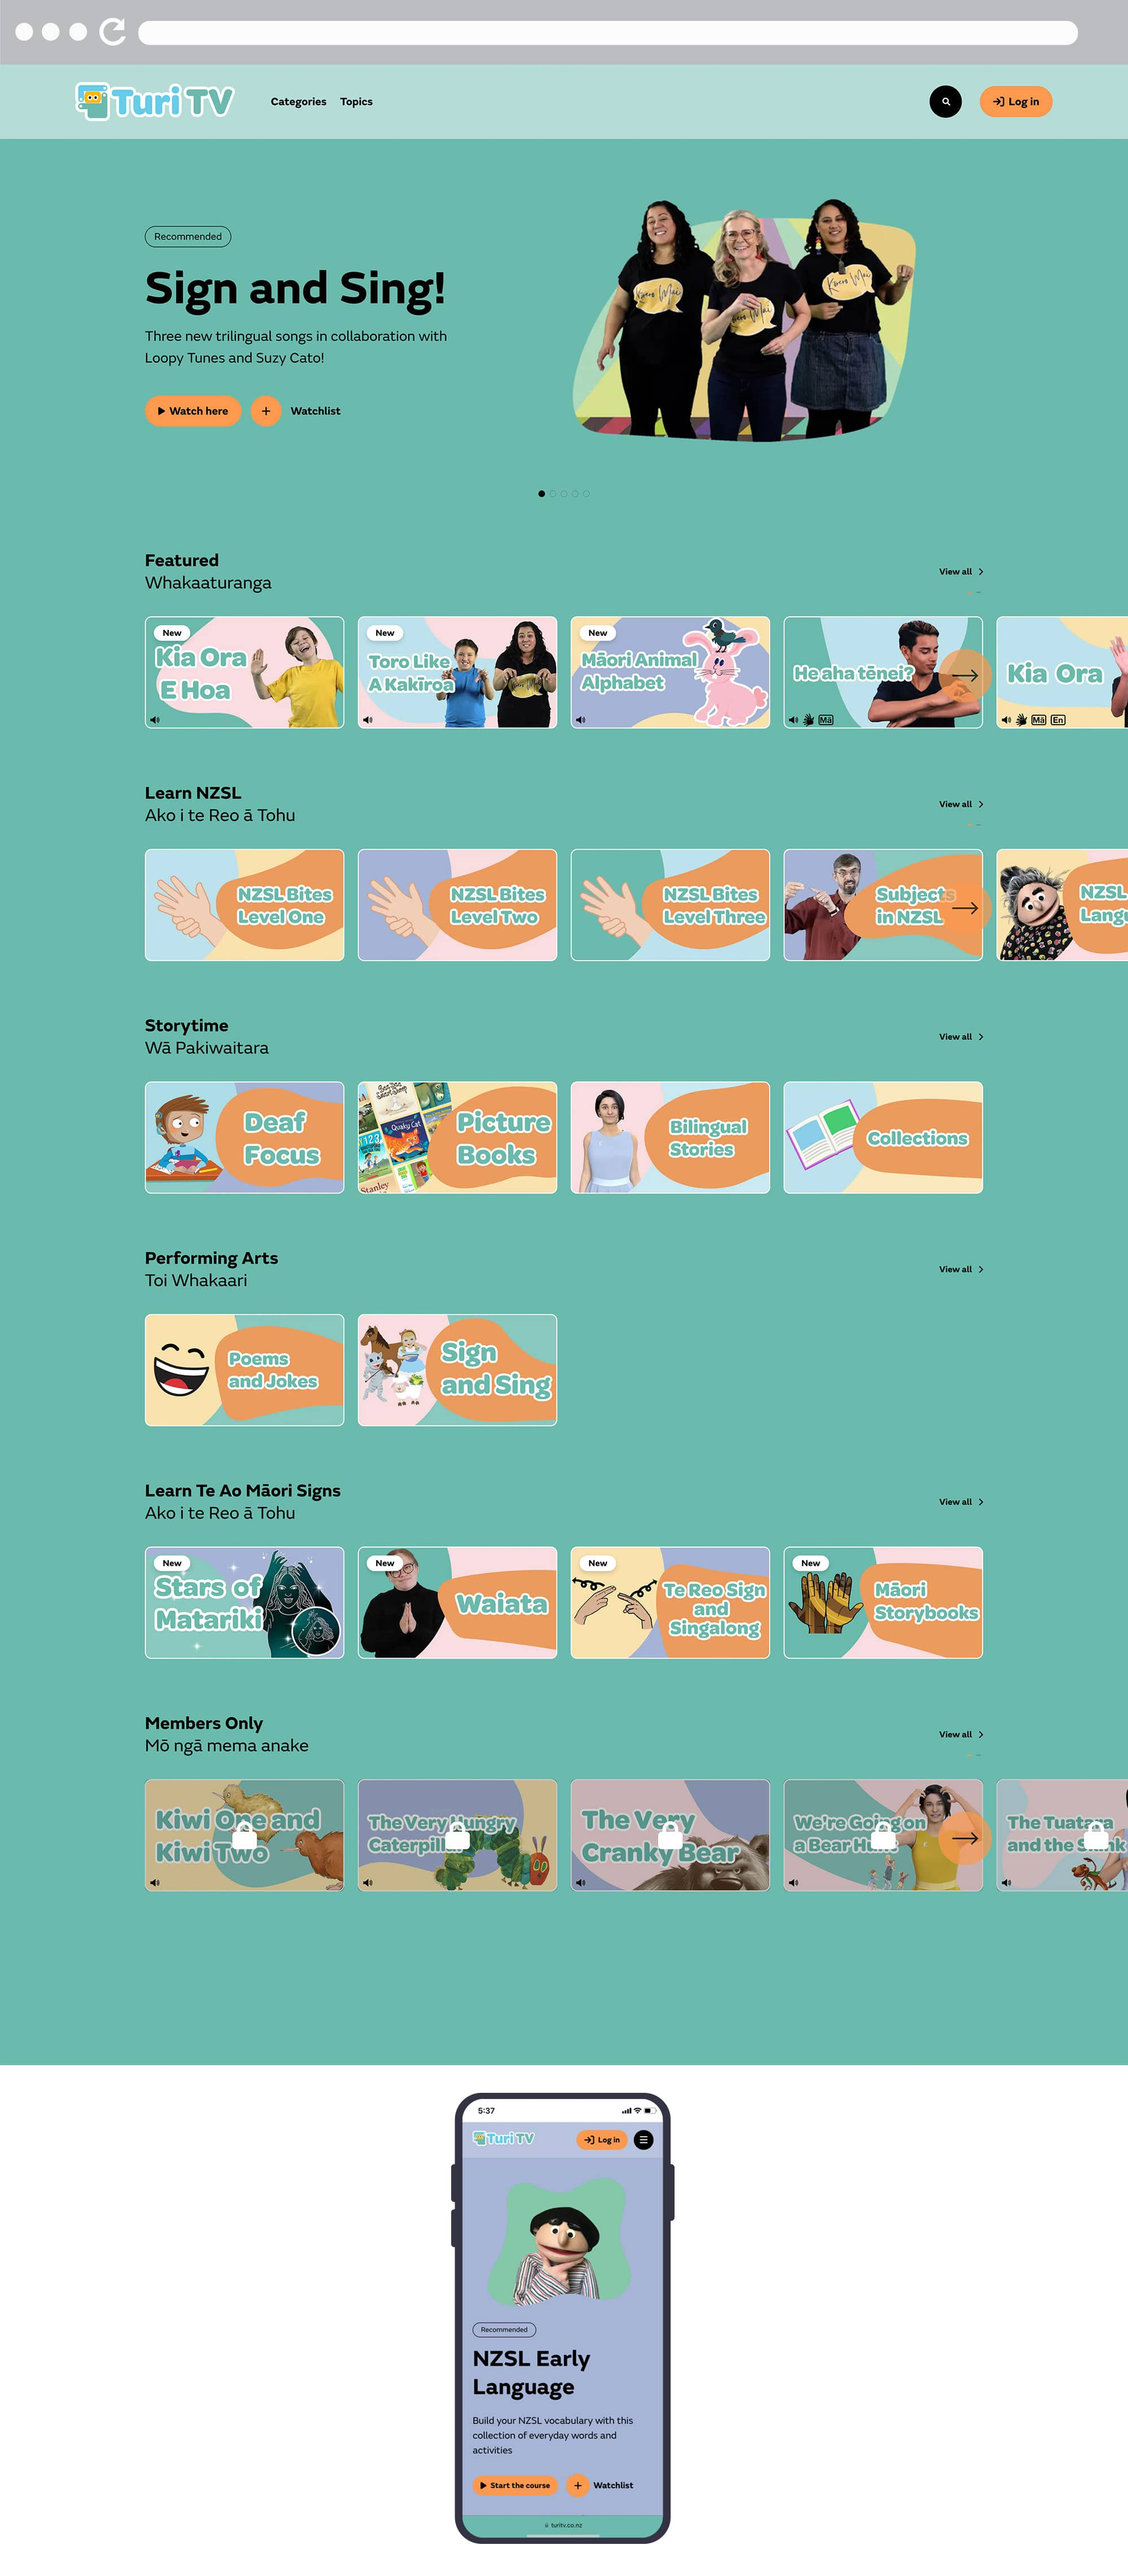 Turi TV
Categories
Topics
Log in
Recommended
Sign and Sing!
Three new trilingual songs in collaboration with
Loopy Tunes and Suzy Cato!
Watch here
Watchlist
Kiwa Mai
Featured
Whakaaturanga
View all
New
Kia Ora
E Hoa
New
Toro Like
A Kakīroa
New
Māori Animal
Alphabet
He aha tēnei?
Mā
Kia Ora
Mā
En
Learn NZSL
Ako i te Reo ā Tohu
View all
NZSL Bites
Level One
NZSL Bites
Level Two
NZSL Bites
Level Three
Subjects
in NZSL
NZSL
Storytime
Wā Pakiwaitara
View all
Deaf
Focus
Quaky Cat
Stanley
Picture
Books
Bilingual
Stories
Collections
Performing Arts
Toi Whakaari
View all
Poems
and Jokes
Sign
and Sing
Learn Te Ao Māori Signs
Ako i te Reo ā Tohu
View all
New
Stars of
Matariki
New
Waiata
New
Te Reo Sign
and
Singalong
New
Māori
Storybooks
Members Only
Mō ngā mema anake
View all
Kiwi One and
Kiwi Two
The Very Hungry
Caterpillar
The Very
Cranky Bear
We're Going on
a Bear Hunt
The Tuatara
and the Skink
5:37
Turi TV
Log in
Recommended
NZSL Early
Language
Build your NZSL vocabulary with this
collection of everyday words and
activities
Start the course
Watchlist
turitv.co.nz